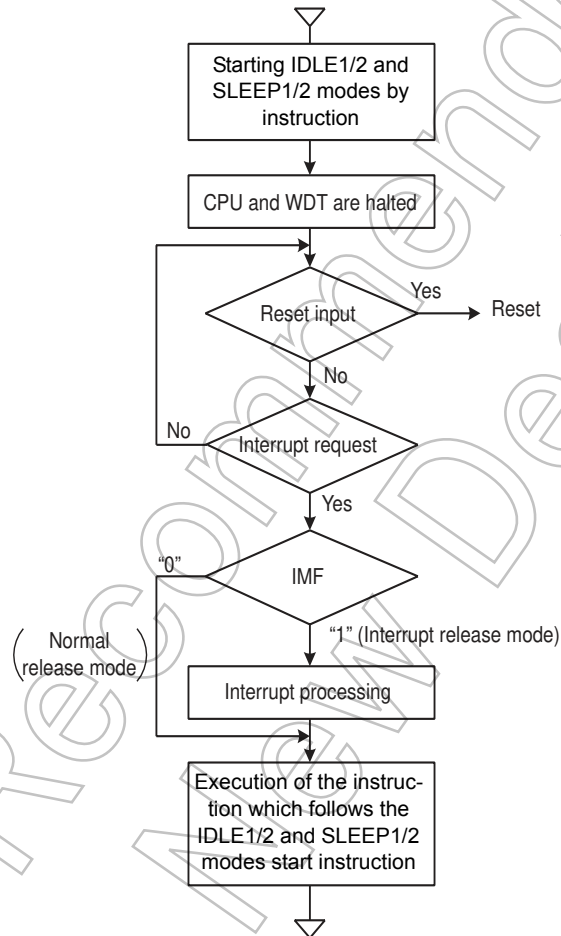 Starting IDLE1/2 and
SLEEP1/2 modes by
instruction
CPU and WDT are halted
Reset input
Yes
Reset
No
Interrupt request
No
Yes
IMF
“0”
Normal
release mode
“1” (Interrupt release mode)
Interrupt processing
Execution of the instruc-
tion which follows the
IDLE1/2 and SLEEP1/2
modes start instruction